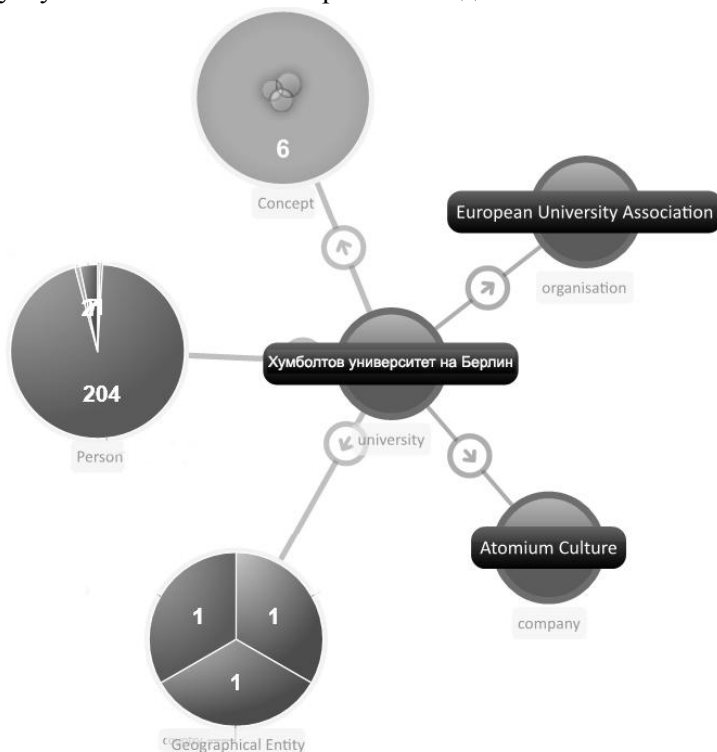 6
Concept
European University Association
organisation
204
Person
Хумболтов университет на Берлин
university
Atomium Culture
company
1
1
1
Geographical Entity